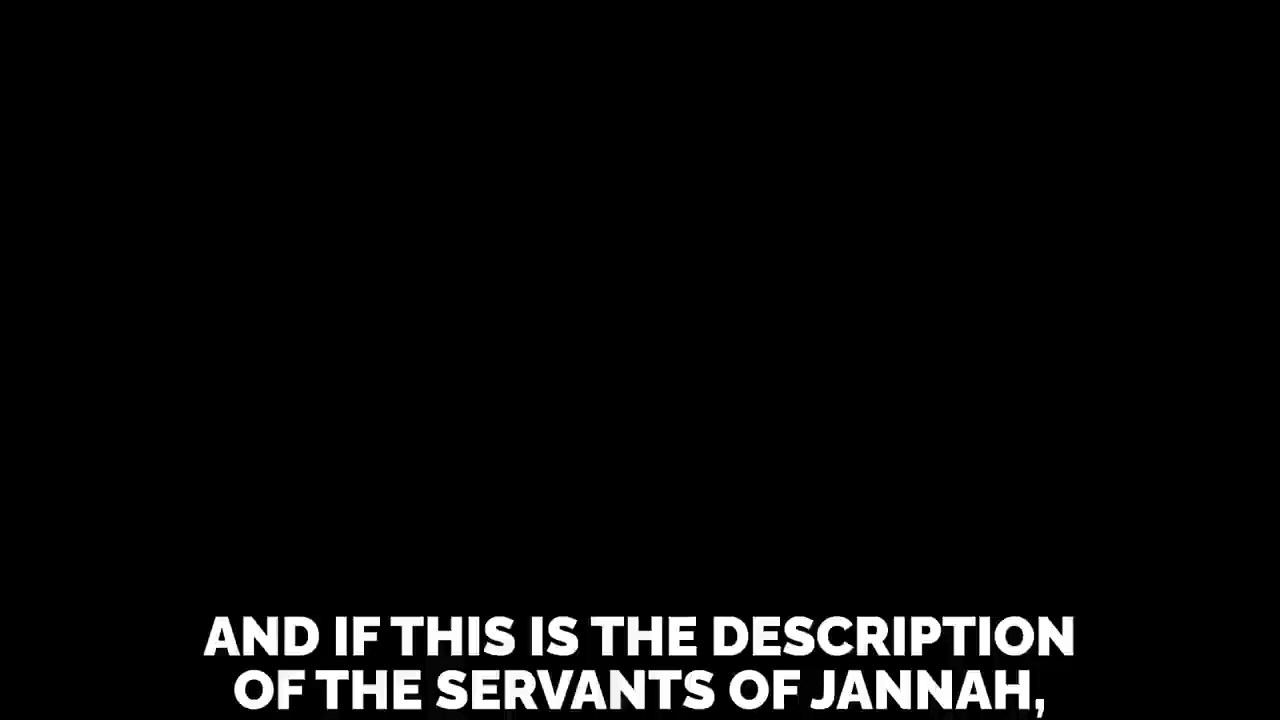 AND IF THIS IS THE DESCRIPTION
OF THE SERVANTS OF JANNAH,